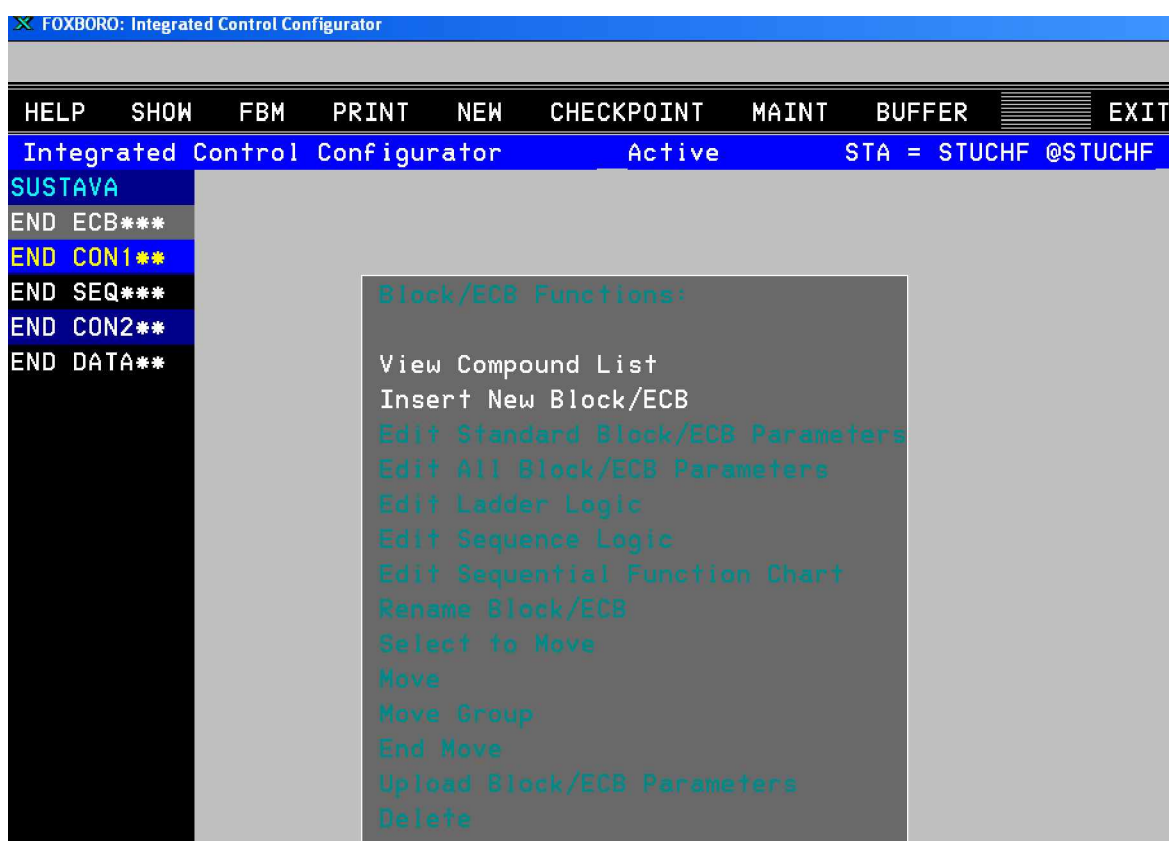 FOXBORO: Integrated Control Configurator
HELP SHOW FBM PRINT NEW CHECKPOINT MAINT BUFFER EXIT
Integrated Control Configurator Active STA = STUCHF @STUCHF
SUSTAVA
END ECB***
END CON1**
END SEQ***
END CON2**
END DATA**
Block/ECB Functions:
View Compound List
Insert New Block/ECB
Edit Standard Block/ECB Parameters
Edit All Block/ECB Parameters
Edit Ladder Logic
Edit Sequence Logic
Edit Sequential Function Chart
Rename Block/ECB
Select to Move
Move
Move Group
End Move
Upload Block/ECB Parameters
Delete